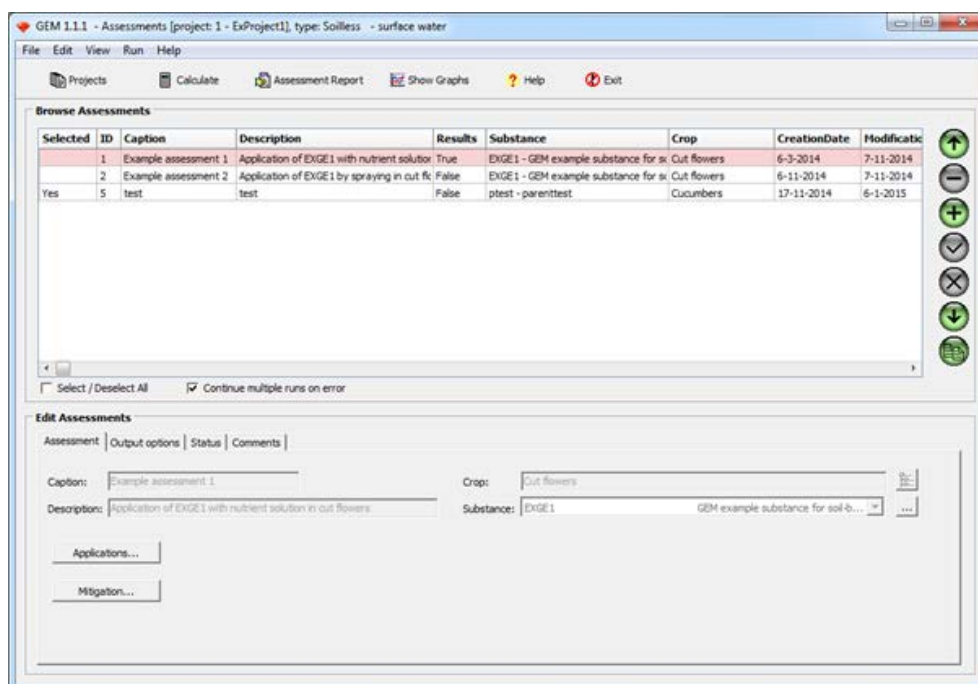 GEM 1.1.1 - Assessments [project: 1 - ExProject1], type: Soilless - surface water
File Edit View Run Help
Projects Calculate Assessment Report Show Graphs Help Exit
Browse Assessments
Selected ID Caption Description Results Substance Crop CreationDate Modificatic
1 Example assessment 1 Application of EXGE1 with nutrient solutior True EXGE1 - GEM example substance for sc Cut flowers 6-3-2014 7-11-2014
2 Example assessment 2 Application of EXGE1 by spraying in cut flc False EXGE1 - GEM example substance for sc Cut flowers 6-11-2014 7-11-2014
Yes 5 test test False ptest - parenttest Cucumbers 17-11-2014 6-1-2015
Select / Deselect All Continue multiple runs on error
Edit Assessments
Assessment Output options Status Comments
Caption: Example assessment 1 Crop: Cut flowers
Description: Application of EXGE1 with nutrient solution in cut flowers Substance: EXGE1 GEM example substance for soil-b... ...
Applications...
Mitigation...